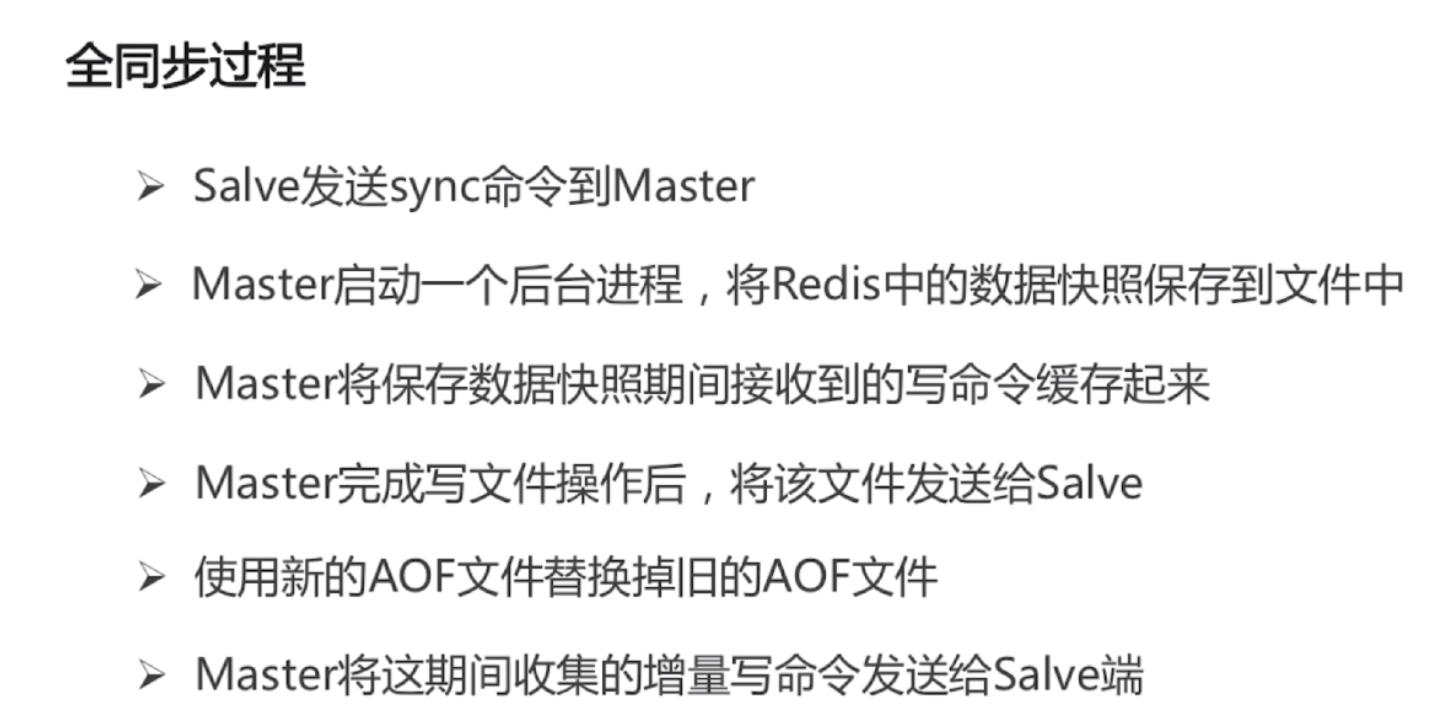 全同步过程
➢ Salve发送sync命令到Master
➢ Master启动一个后台进程，将Redis中的数据快照保存到文件中
➢ Master将保存数据快照期间接收到的写命令缓存起来
➢ Master完成写文件操作后，将该文件发送给Salve
➢ 使用新的AOF文件替换掉旧的AOF文件
➢ Master将这期间收集的增量写命令发送给Salve端